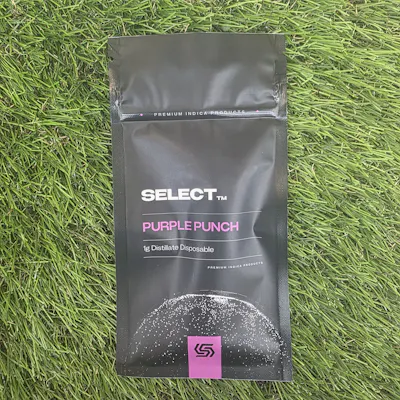 PREMIUM INDICA PRODUCTS
SELECT™
PURPLE PUNCH
1g Distillate Disposable
PREMIUM INDICA PRODUCTS